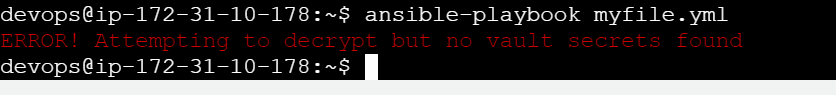 devops@ip-172-31-10-178:~$ ansible-playbook myfile.yml
ERROR! Attempting to decrypt but no vault secrets found
devops@ip-172-31-10-178:~$